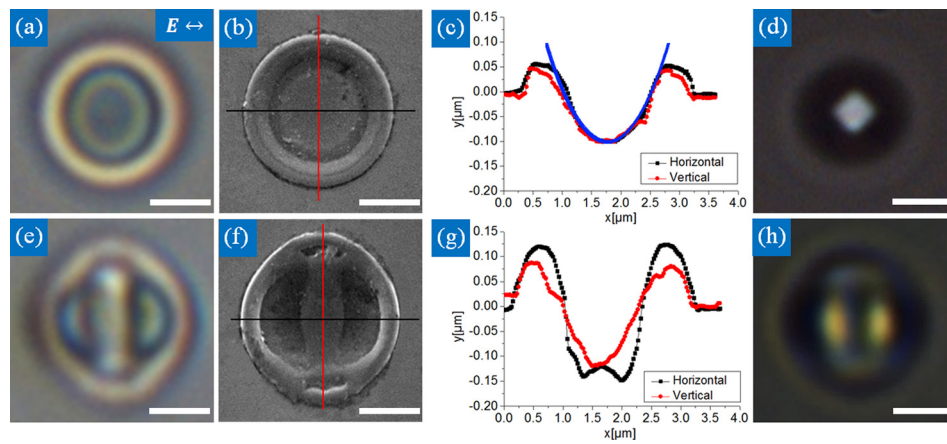 (a)
E ↔
(b)
(c)
0.15
0.10
0.05
0.00
-0.05
-0.10
-0.15
-0.20
y[µm]
0.0 0.5 1.0 1.5 2.0 2.5 3.0 3.5 4.0
x[µm]
Horizontal
Vertical
(d)
(e)
(f)
(g)
0.15
0.10
0.05
0.00
-0.05
-0.10
-0.15
-0.20
y[µm]
0.0 0.5 1.0 1.5 2.0 2.5 3.0 3.5 4.0
x[µm]
Horizontal
Vertical
(h)